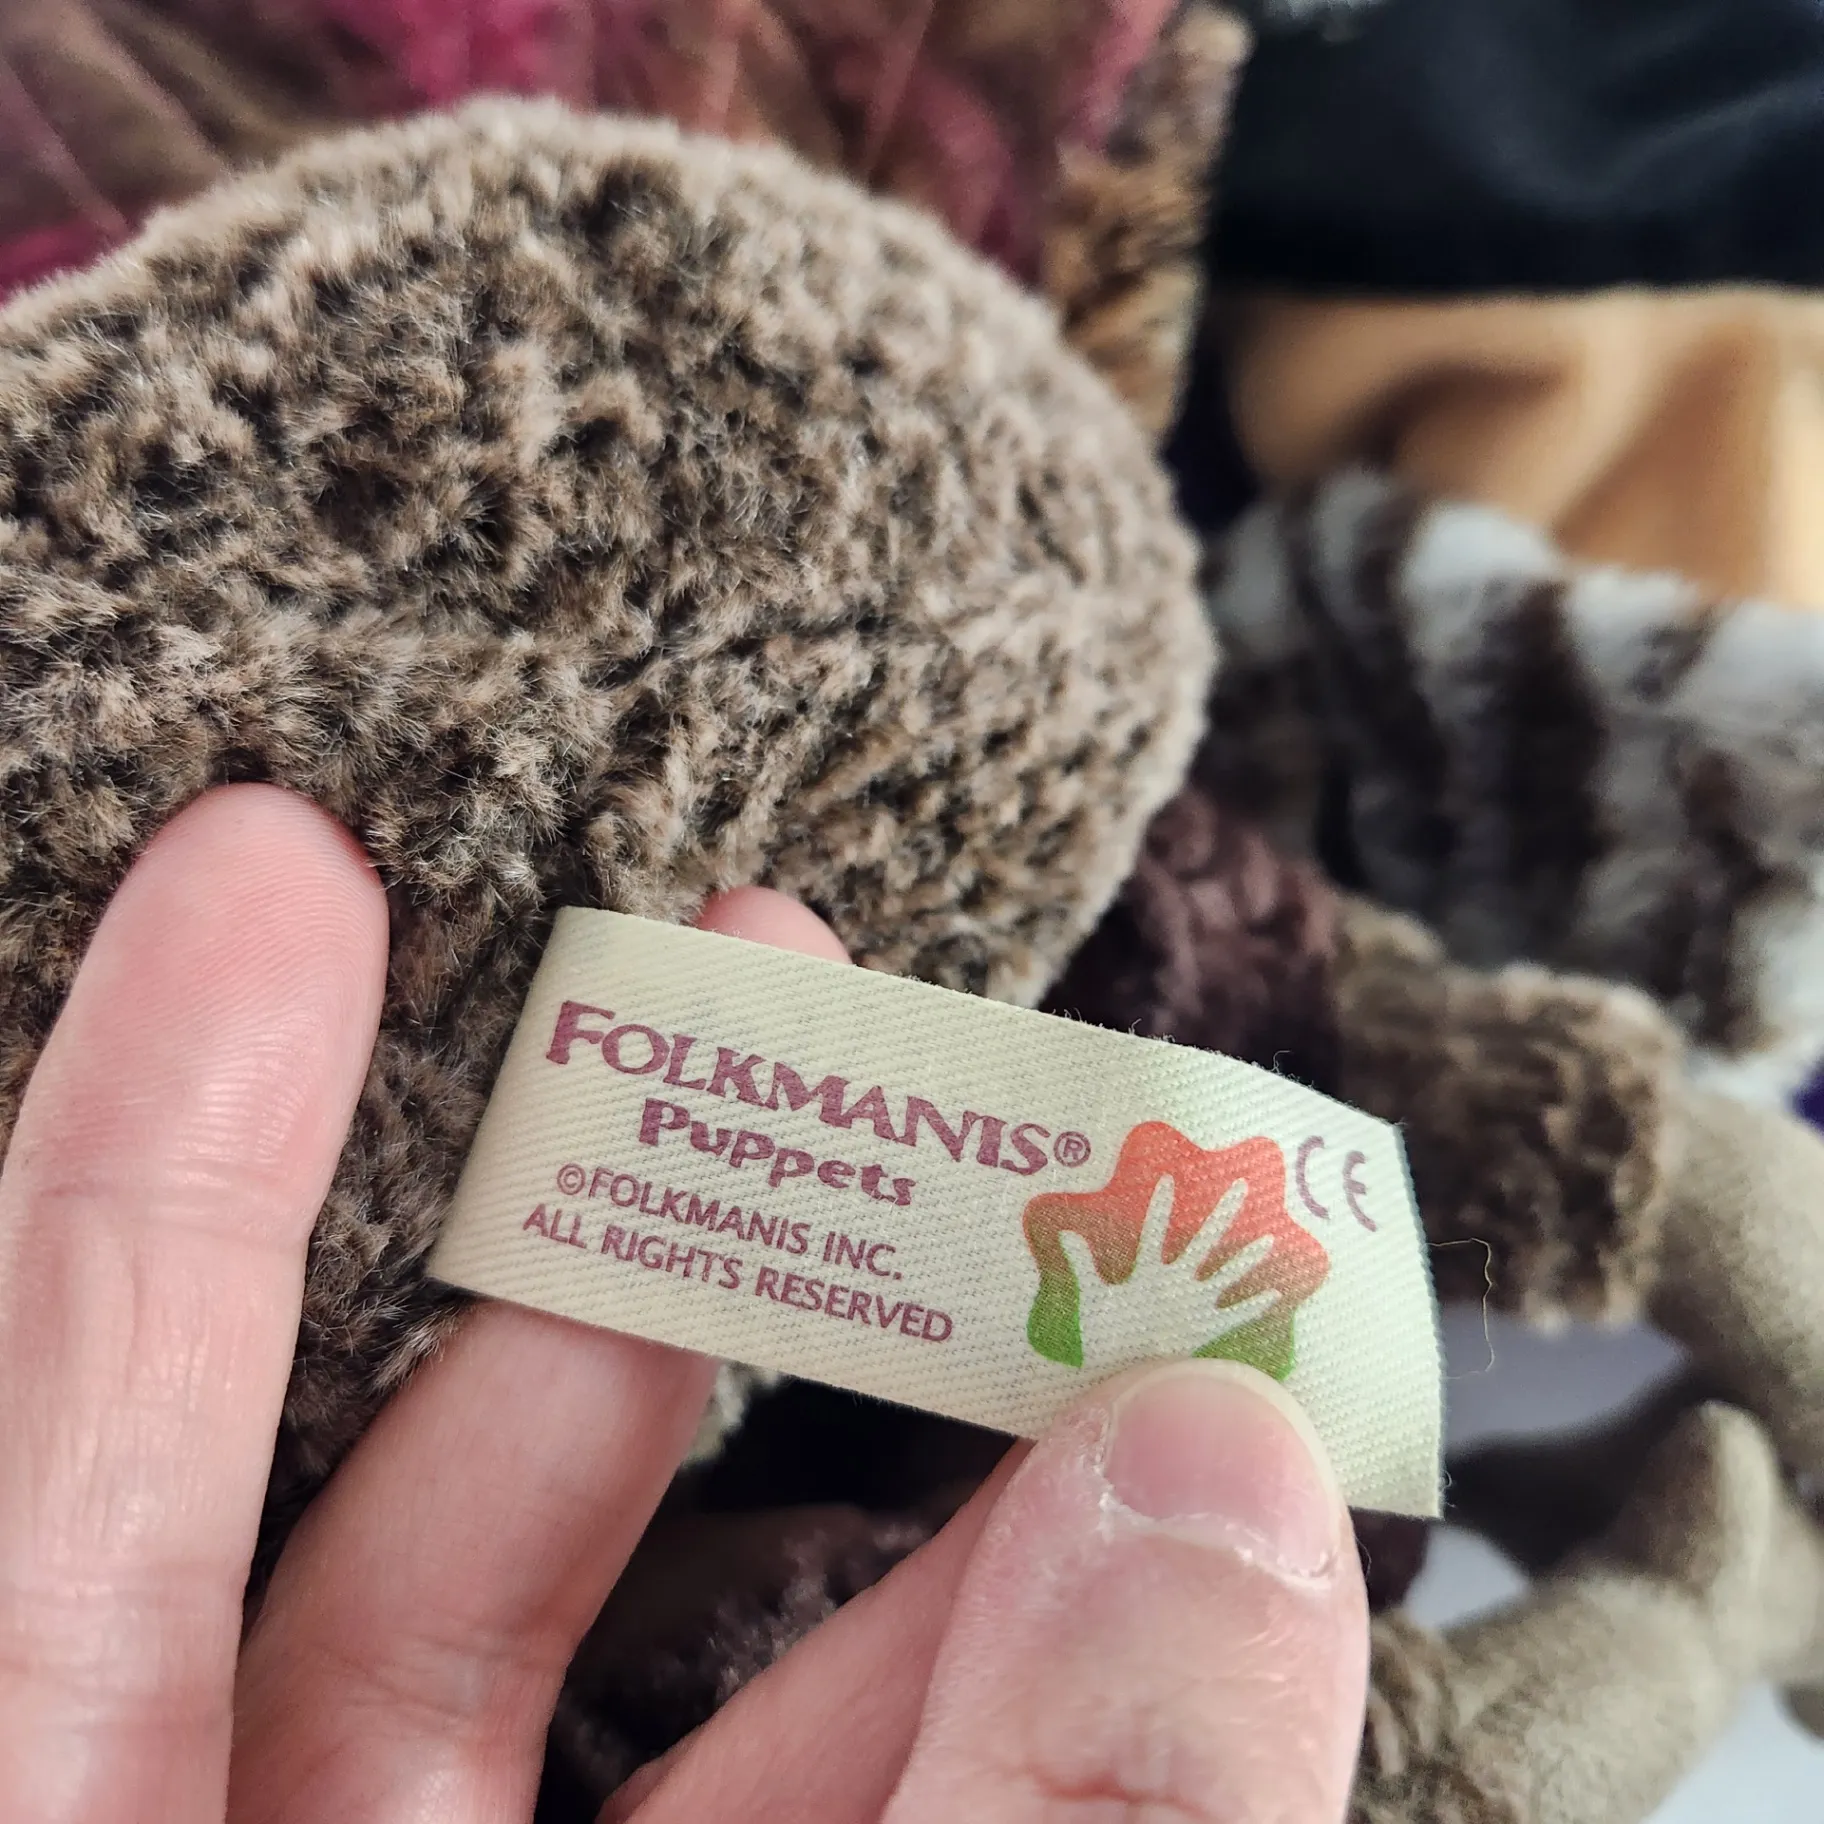 FOLKMANIS®
Puppets
©FOLKMANIS INC.
ALL RIGHTS RESERVED
CE